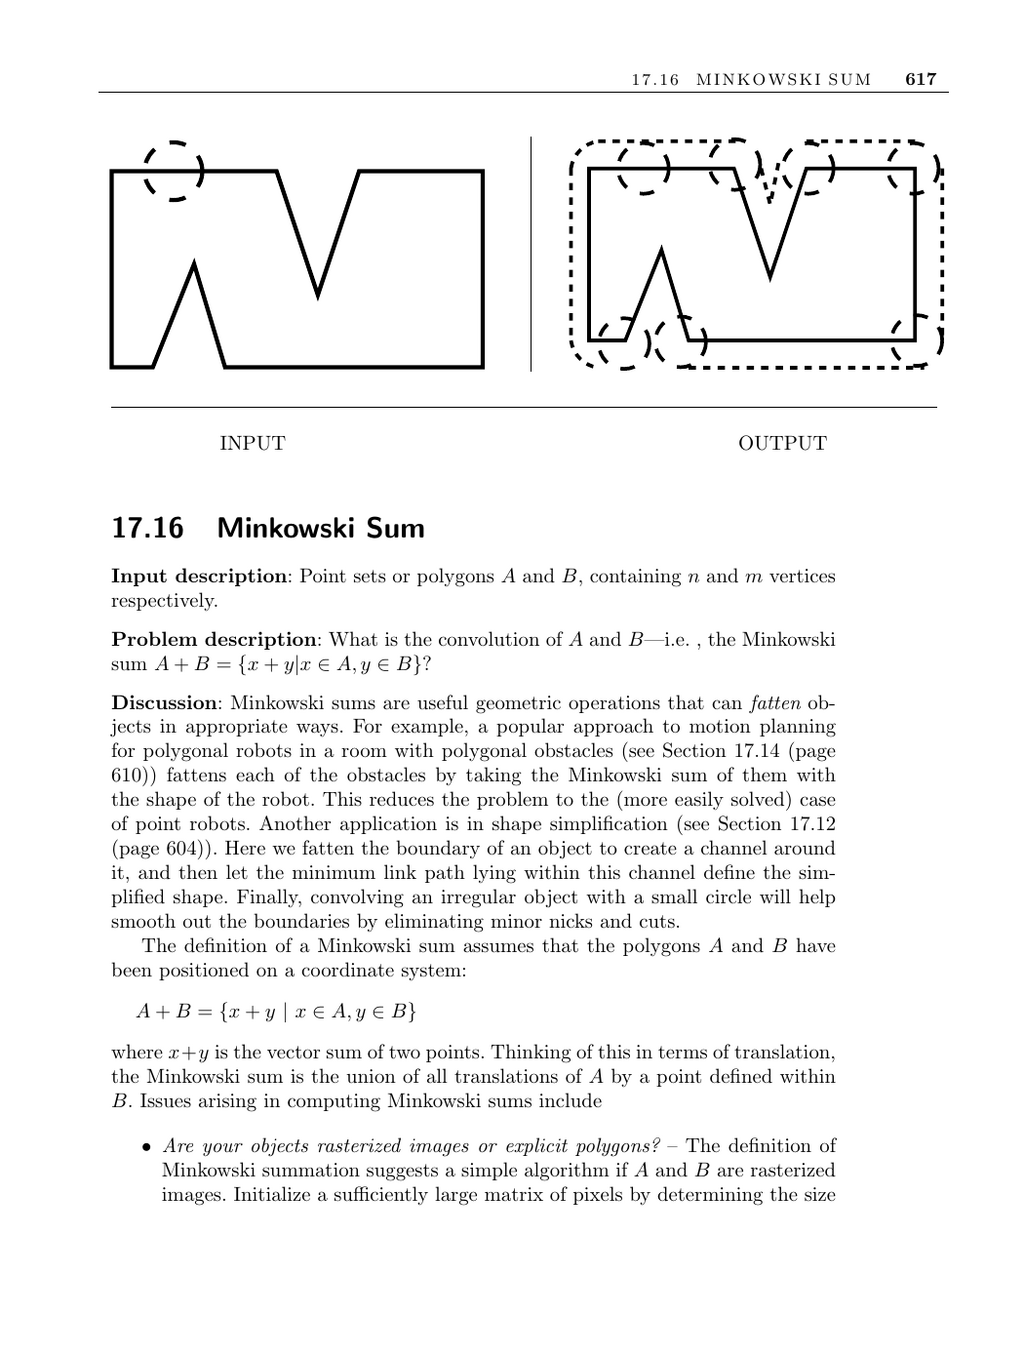 17.16 MINKOWSKI SUM 617
INPUT
OUTPUT
17.16 Minkowski Sum
Input description: Point sets or polygons A and B, containing n and m vertices
respectively.
Problem description: What is the convolution of A and B—i.e. , the Minkowski
sum A + B = {x + y|x ∈ A, y ∈ B}?
Discussion: Minkowski sums are useful geometric operations that can fatten ob-
jects in appropriate ways. For example, a popular approach to motion planning
for polygonal robots in a room with polygonal obstacles (see Section 17.14 (page
610)) fattens each of the obstacles by taking the Minkowski sum of them with
the shape of the robot. This reduces the problem to the (more easily solved) case
of point robots. Another application is in shape simplification (see Section 17.12
(page 604)). Here we fatten the boundary of an object to create a channel around
it, and then let the minimum link path lying within this channel define the sim-
plified shape. Finally, convolving an irregular object with a small circle will help
smooth out the boundaries by eliminating minor nicks and cuts.
The definition of a Minkowski sum assumes that the polygons A and B have
been positioned on a coordinate system:
A + B = {x + y | x ∈ A, y ∈ B}
where x+y is the vector sum of two points. Thinking of this in terms of translation,
the Minkowski sum is the union of all translations of A by a point defined within
B. Issues arising in computing Minkowski sums include
• Are your objects rasterized images or explicit polygons? – The definition of
Minkowski summation suggests a simple algorithm if A and B are rasterized
images. Initialize a sufficiently large matrix of pixels by determining the size